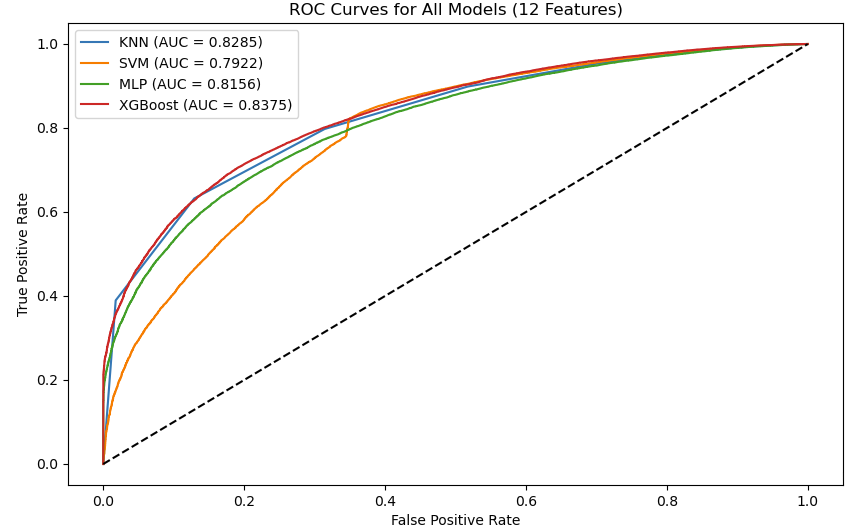 ROC Curves for All Models (12 Features)
KNN (AUC = 0.8285)
SVM (AUC = 0.7922)
MLP (AUC = 0.8156)
XGBoost (AUC = 0.8375)
True Positive Rate
1.0
0.8
0.6
0.4
0.2
0.0
0.0 0.2 0.4 0.6 0.8 1.0
False Positive Rate